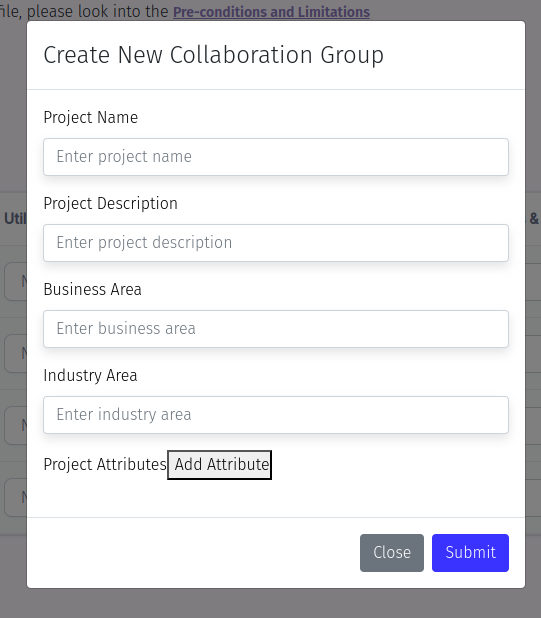 file, please look into the Pre-conditions and Limitations
Create New Collaboration Group
Project Name
Enter project name
Project Description
Enter project description
Business Area
Enter business area
Industry Area
Enter industry area
Project Attributes Add Attribute
Close Submit
&